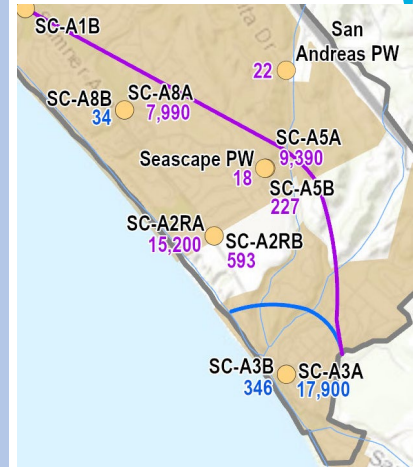 San
Andreas PW
22
SC-A1B
SC-A8B
34
SC-A8A
7,990
SC-A5A
9,390
Seascape PW
18
SC-A5B
227
SC-A2RA
15,200
SC-A2RB
593
SC-A3B
346
SC-A3A
17,900